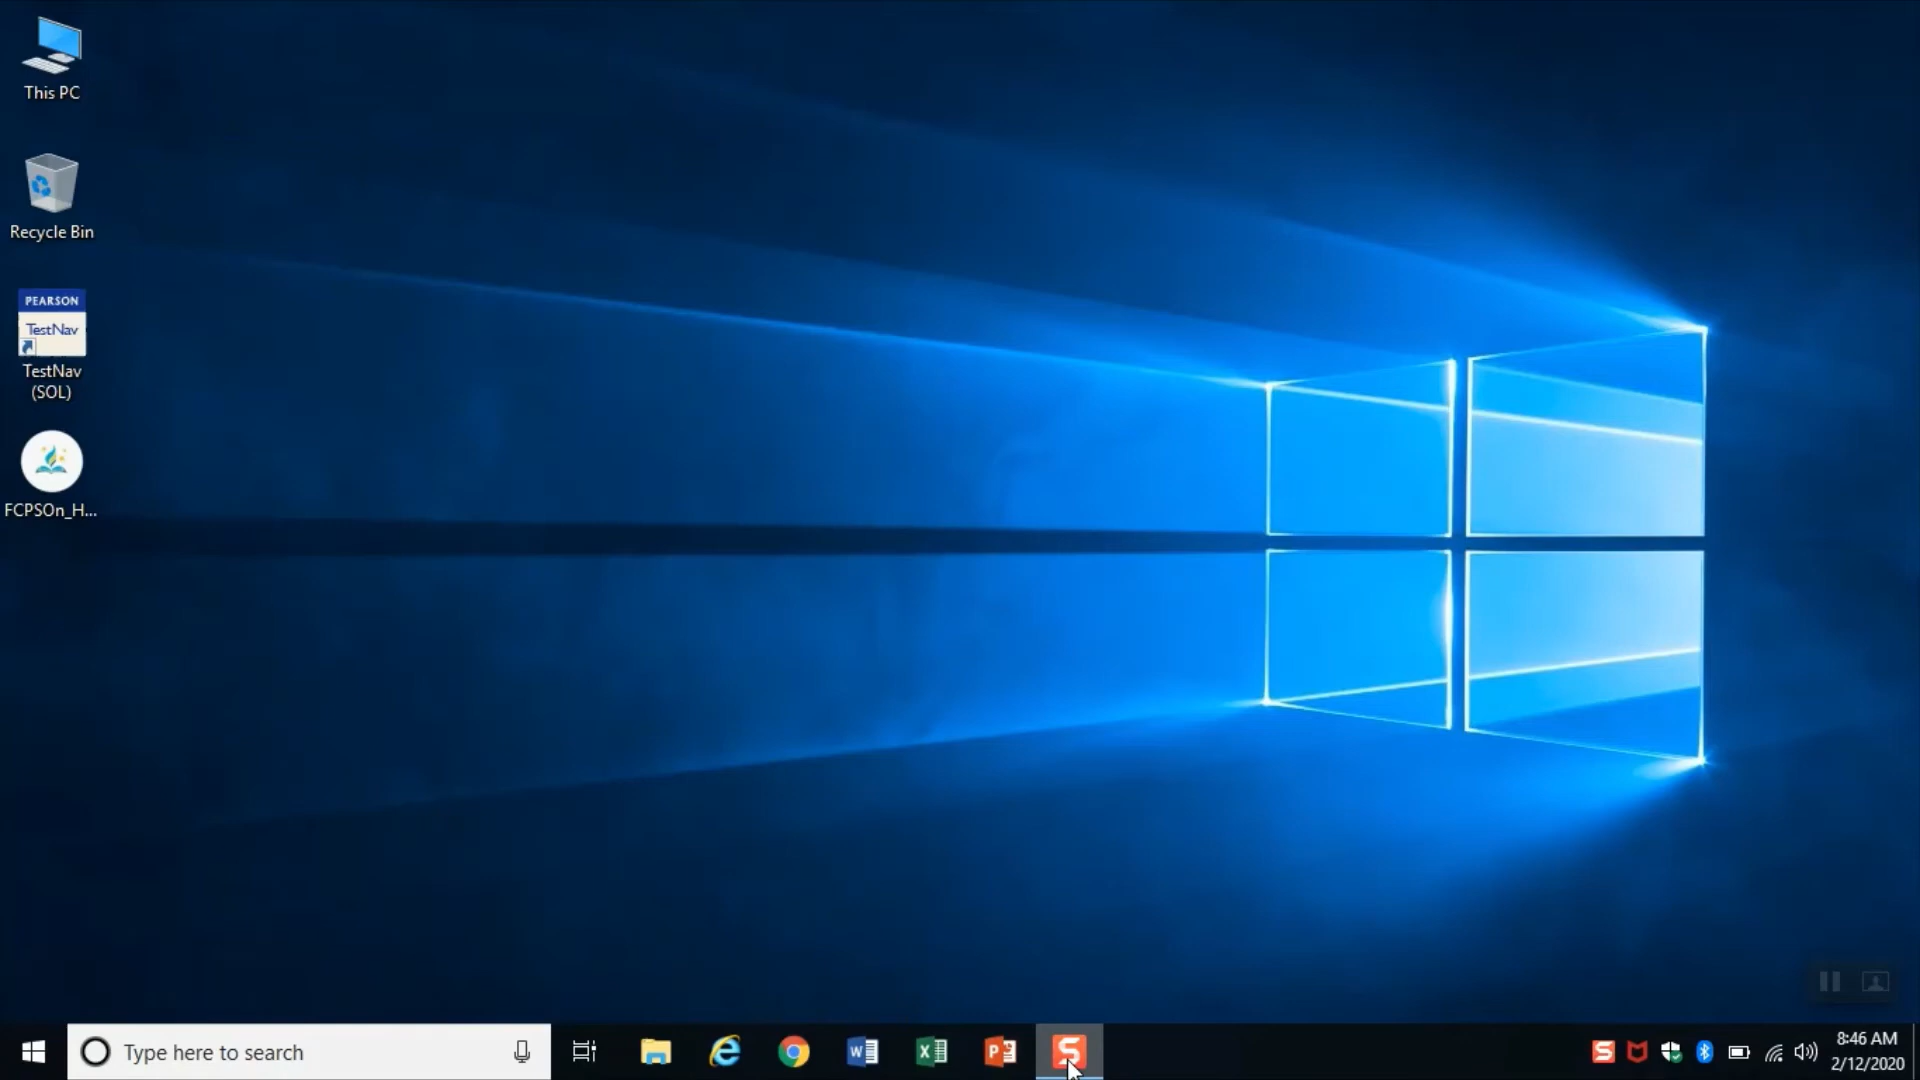 This PC
Recycle Bin
PEARSON
TestNav
TestNav
(SOL)
FCPSOn_H...
Type here to search
8:46 AM
2/12/2020